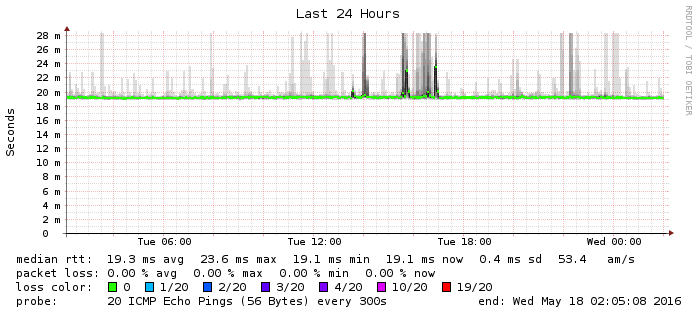 Last 24 Hours
RRDTOOL / TOBI OETIKER
Seconds
28 m
26 m
24 m
22 m
20 m
18 m
16 m
14 m
12 m
10 m
8 m
6 m
4 m
2 m
0
Tue 06:00 Tue 12:00 Tue 18:00 Wed 00:00
median rtt: 19.3 ms avg 23.6 ms max 19.1 ms min 19.1 ms now 0.4 ms sd 53.4 am/s
packet loss: 0.00 % avg 0.00 % max 0.00 % min 0.00 % now
loss color: 0 1/20 2/20 3/20 4/20 10/20 19/20
probe: 20 ICMP Echo Pings (56 Bytes) every 300s end: Wed May 18 02:05:08 2016